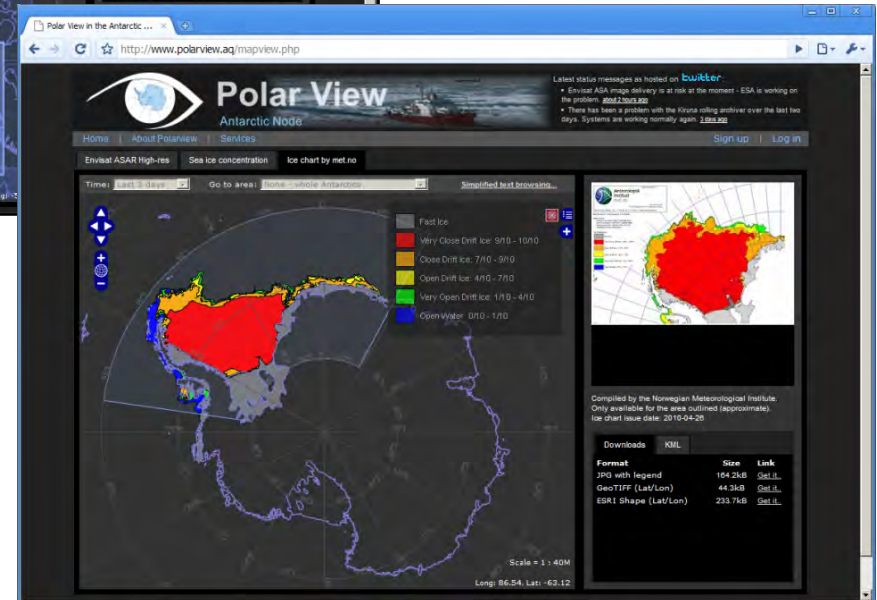 Polar View in the Antarctic ...
http://www.polarview.aq/mapview.php
Polar View
Antarctic Node
Latest status messages as hosted on twitter:
Envisat ASA image delivery is at risk at the moment - ESA is working on
the problem. about 2 hours ago
There has been a problem with the Kiruna rolling archiver over the last two
days. Systems are working normally again. 3 days ago
Home | About Polarview | Services
Sign up | Log in
Envisat ASAR High-res
Sea ice concentration
Ice chart by met.no
Time: Last 3 days
Go to area: None - whole Antarctica
Simplified text browsing...
Fast Ice
Very Close Drift Ice: 9/10 - 10/10
Close Drift Ice: 7/10 - 9/10
Open Drift Ice: 4/10 - 7/10
Very Open Drift Ice: 1/10 - 4/10
Open Water 0/10 - 1/10
Scale = 1 : 40M
Long: 86.54, Lat: -63.12
Compiled by the Norwegian Meteorological Institute.
Only available for the area outlined (approximate).
Ice chart issue date: 2010-04-26
Downloads
KML
Format Size Link
JPG with legend 164.2kB Get it..
GeoTIFF (Lat/Lon) 44.3kB Get it..
ESRI Shape (Lat/Lon) 233.7kB Get it..